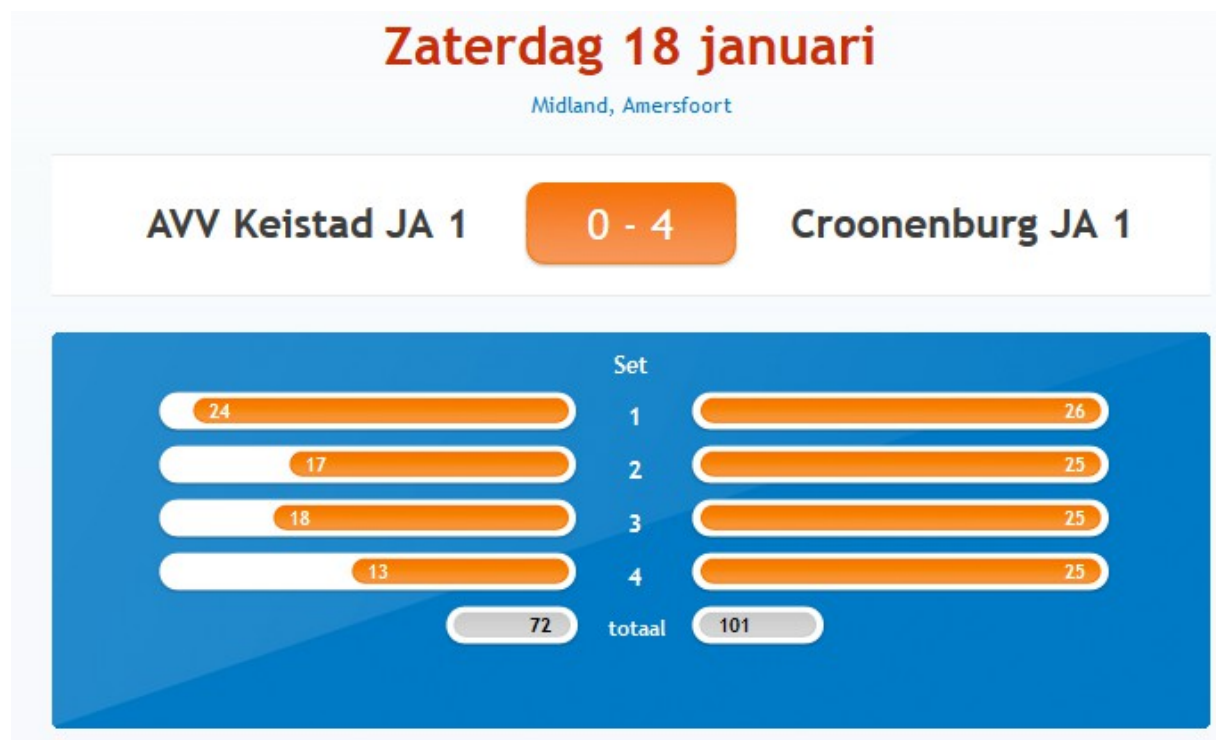 Zaterdag 18 januari
Midland, Amersfoort
AVV Keistad JA 1 0 - 4 Croonenburg JA 1
Set
24 1 26
17 2 25
18 3 25
13 4 25
72 totaal 101